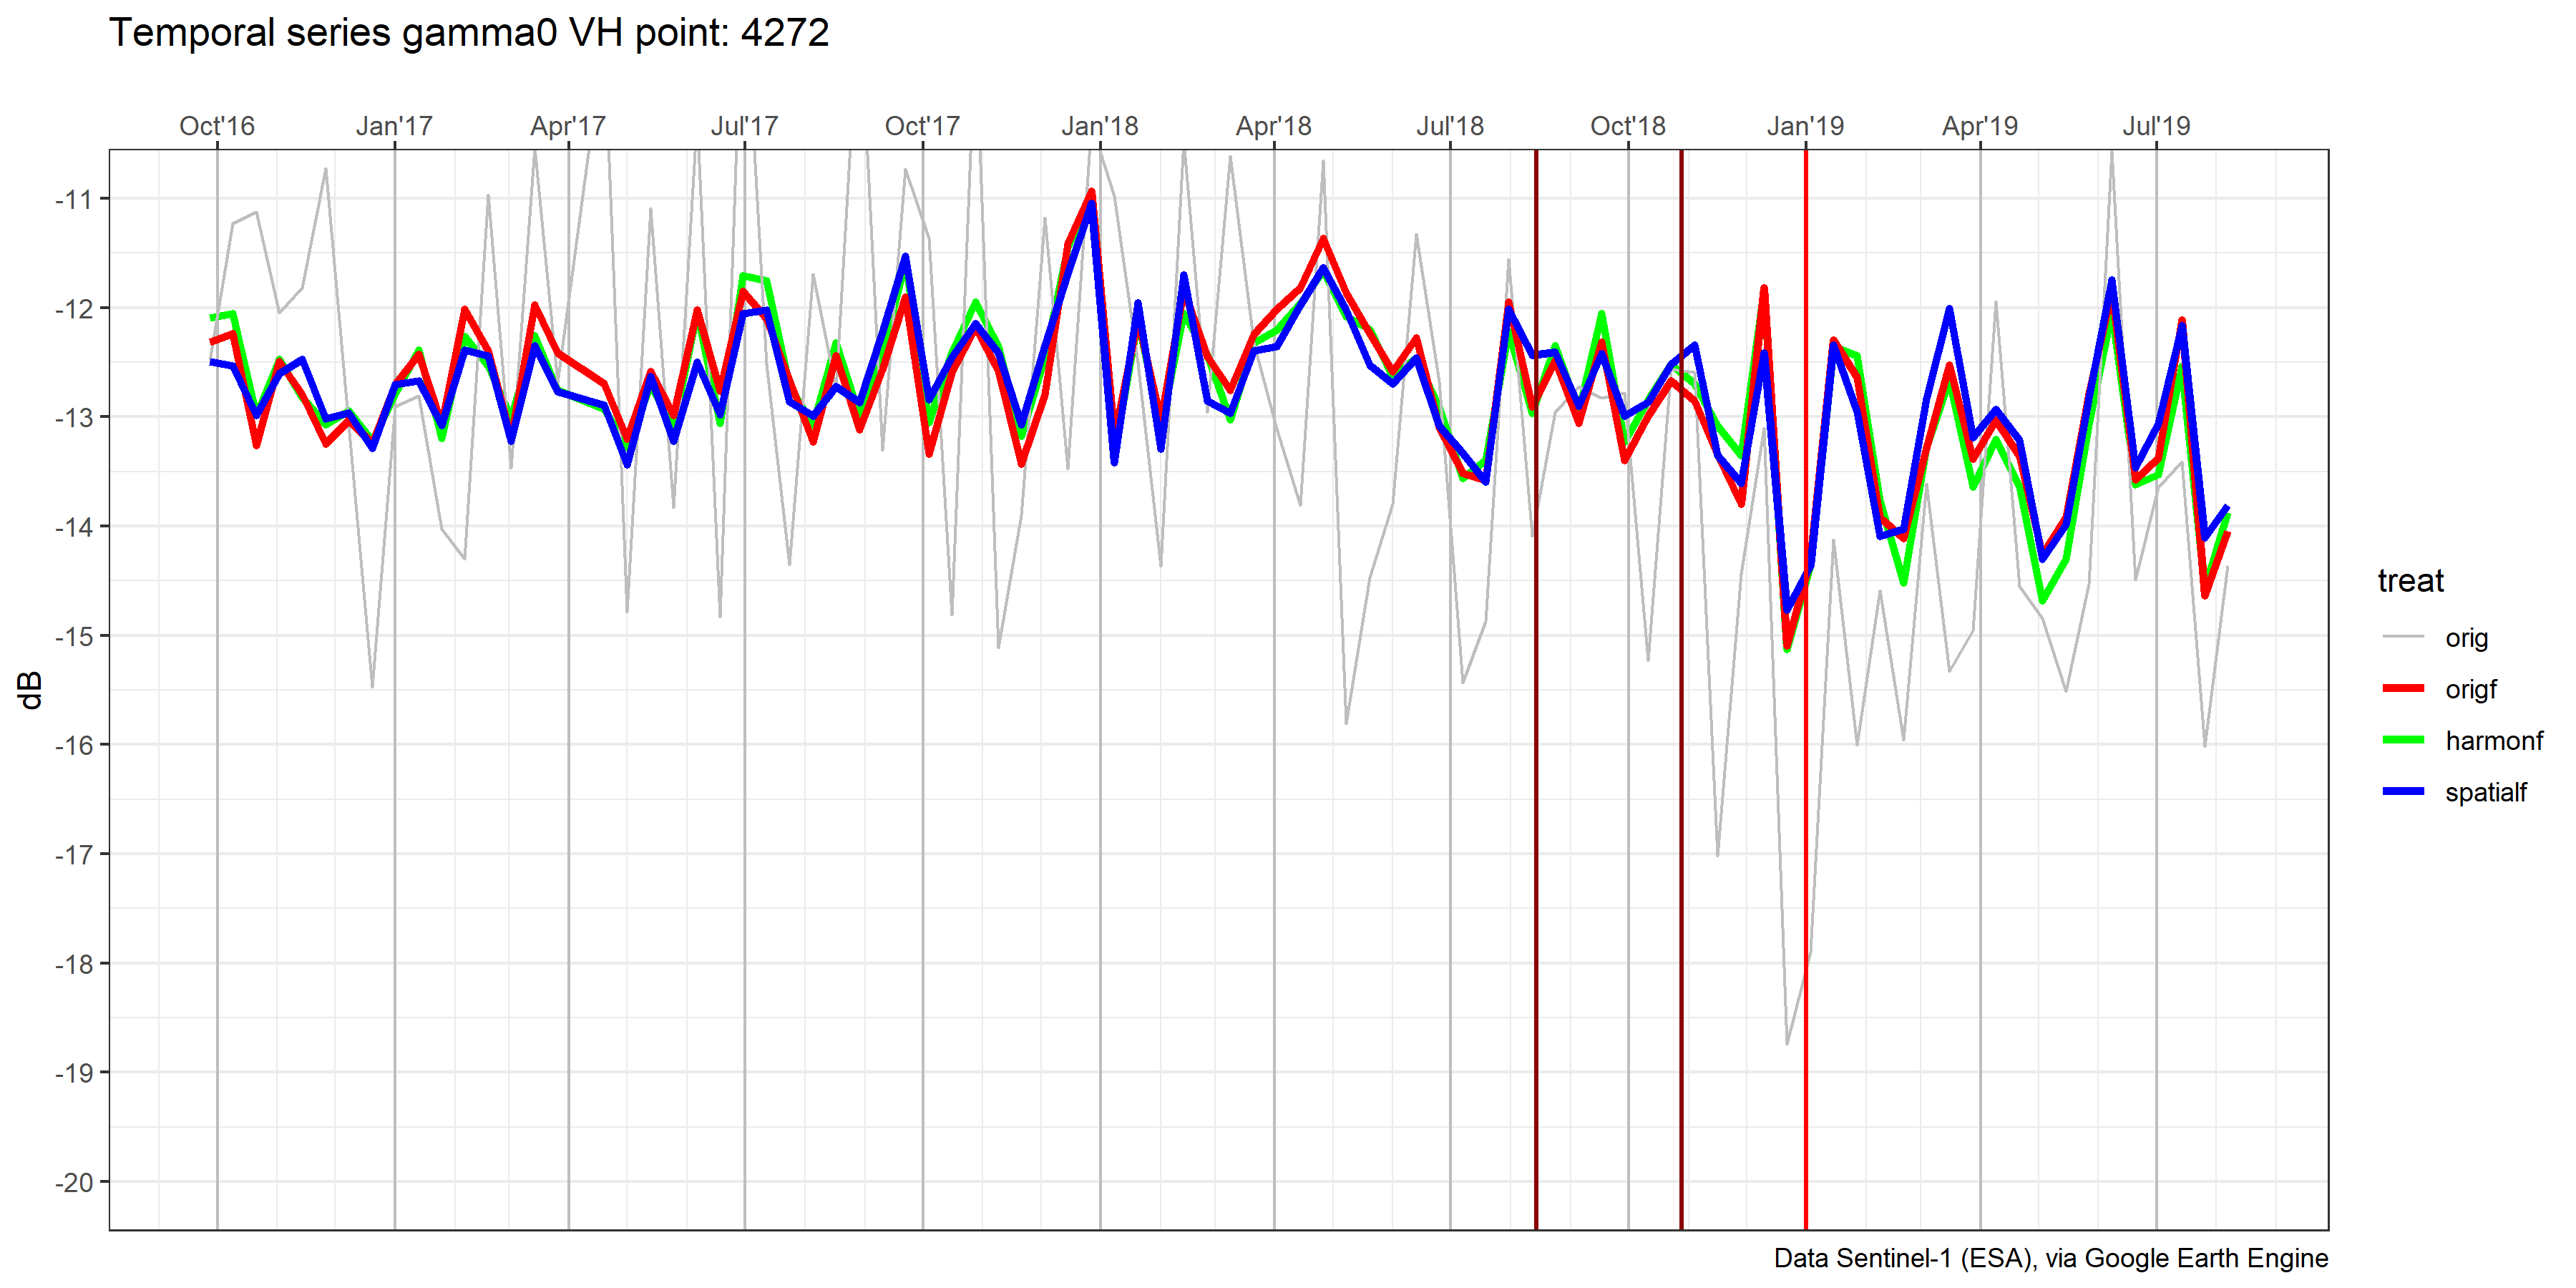 Temporal series gamma0 VH point: 4272
Oct'16 Jan'17 Apr'17 Jul'17 Oct'17 Jan'18 Apr'18 Jul'18 Oct'18 Jan'19 Apr'19 Jul'19
-11
-12
-13
-14
-15
-16
-17
-18
-19
-20
dB
treat
orig
origf
harmonf
spatialf
Data Sentinel-1 (ESA), via Google Earth Engine